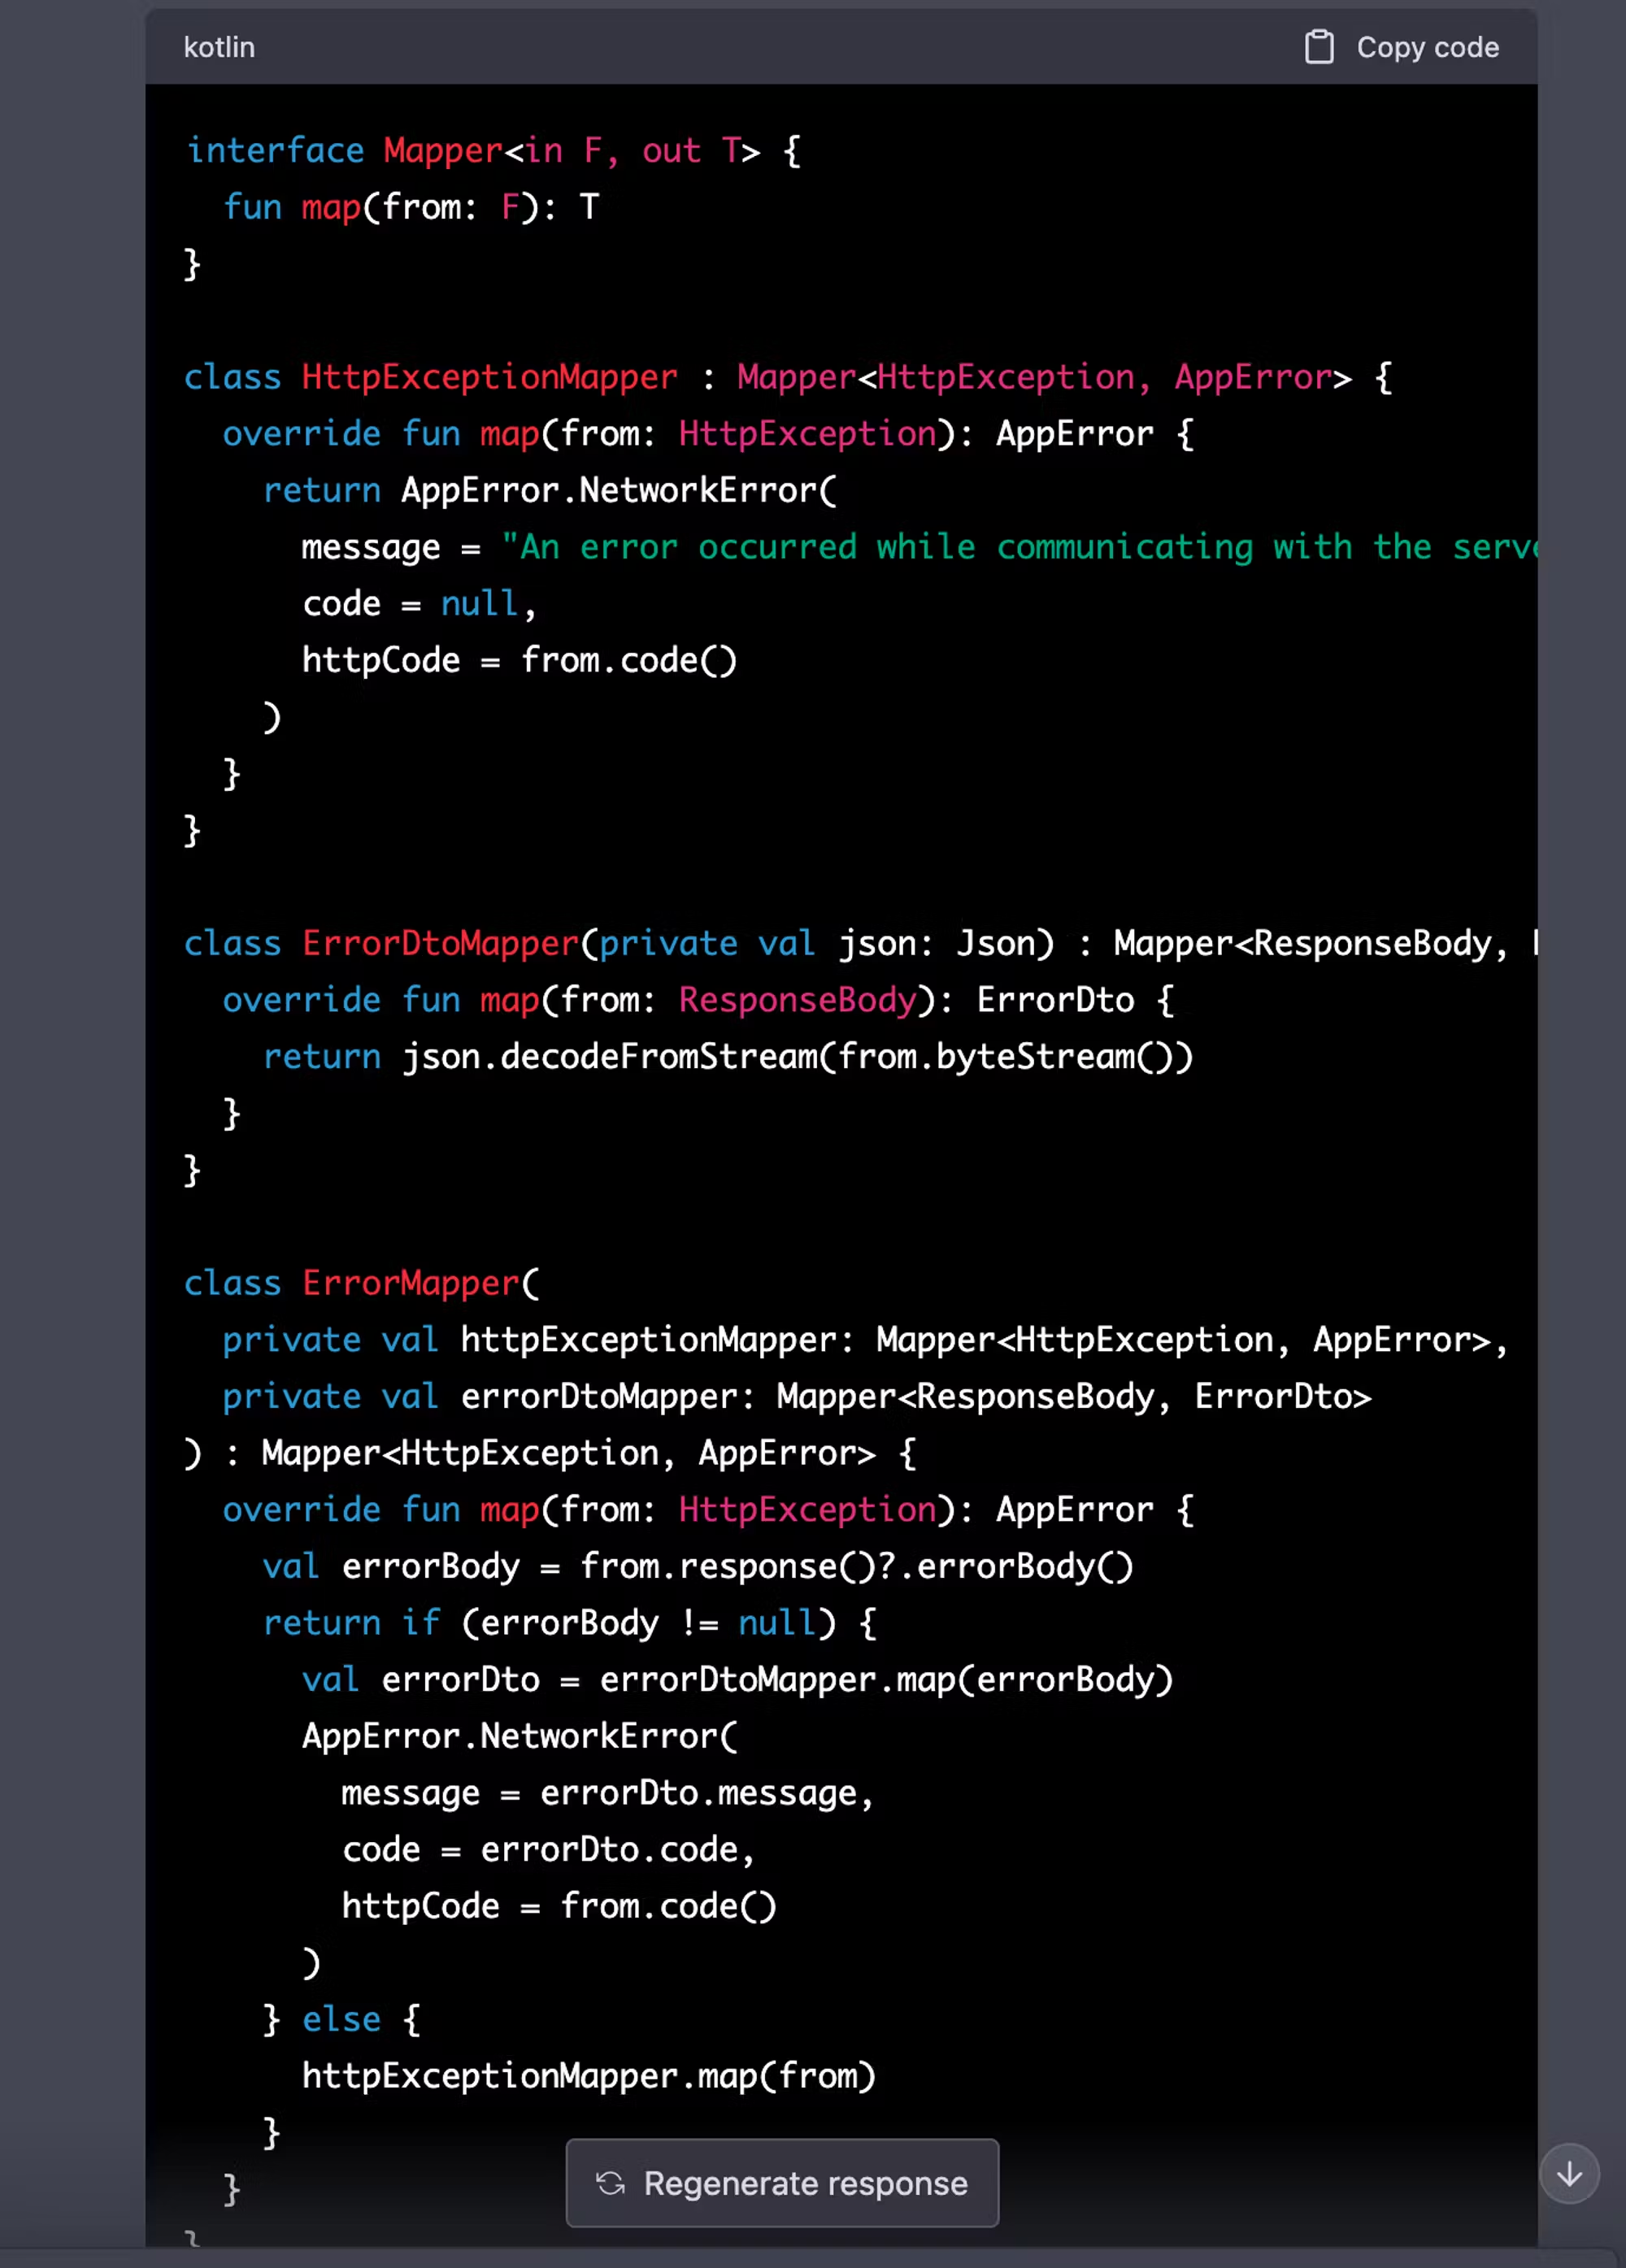 kotlin
Copy code
interface Mapper<in F, out T> {
  fun map(from: F): T
}
class HttpExceptionMapper : Mapper<HttpException, AppError> {
  override fun map(from: HttpException): AppError {
    return AppError.NetworkError(
      message = "An error occurred while communicating with the serve
      code = null,
      httpCode = from.code()
    )
  }
}
class ErrorDtoMapper(private val json: Json) : Mapper<ResponseBody,
  override fun map(from: ResponseBody): ErrorDto {
    return json.decodeFromStream(from.byteStream())
  }
}
class ErrorMapper(
  private val httpExceptionMapper: Mapper<HttpException, AppError>,
  private val errorDtoMapper: Mapper<ResponseBody, ErrorDto>
) : Mapper<HttpException, AppError> {
  override fun map(from: HttpException): AppError {
    val errorBody = from.response()?.errorBody()
    return if (errorBody != null) {
      val errorDto = errorDtoMapper.map(errorBody)
      AppError.NetworkError(
        message = errorDto.message,
        code = errorDto.code,
        httpCode = from.code()
      )
    } else {
      httpExceptionMapper.map(from)
    }
  }
}
Regenerate response